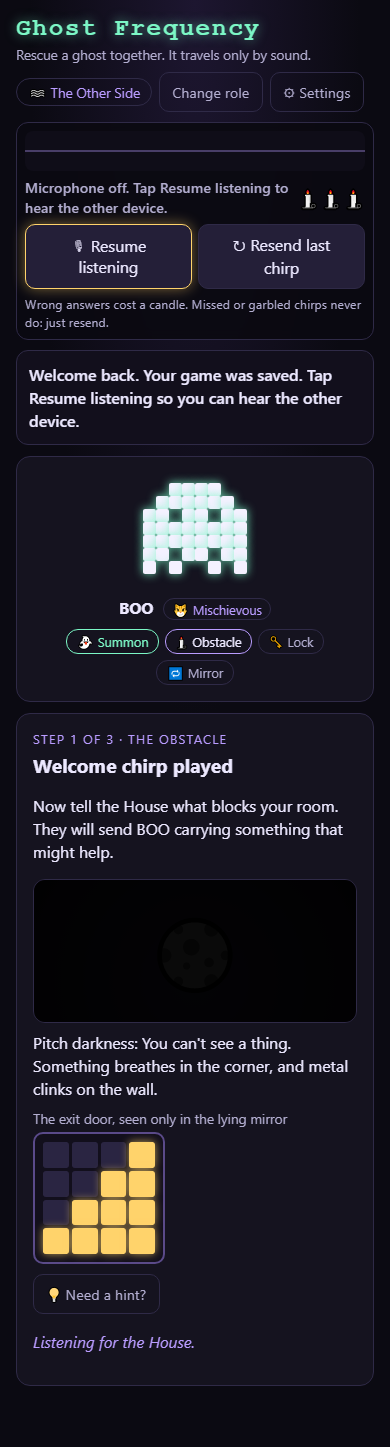 Ghost Frequency
Rescue a ghost together. It travels only by sound.
The Other Side
Change role
Settings
Microphone off. Tap Resume listening to
hear the other device.
Resume
listening
Resend last
chirp
Wrong answers cost a candle. Missed or garbled chirps never
do: just resend.
Welcome back. Your game was saved. Tap
Resume listening so you can hear the other
device.
BOO
Mischievous
Summon
Obstacle
Lock
Mirror
STEP 1 OF 3 · THE OBSTACLE
Welcome chirp played
Now tell the House what blocks your room.
They will send BOO carrying something that
might help.
Pitch darkness: You can't see a thing.
Something breathes in the corner, and metal
clinks on the wall.
The exit door, seen only in the lying mirror
Need a hint?
Listening for the House.